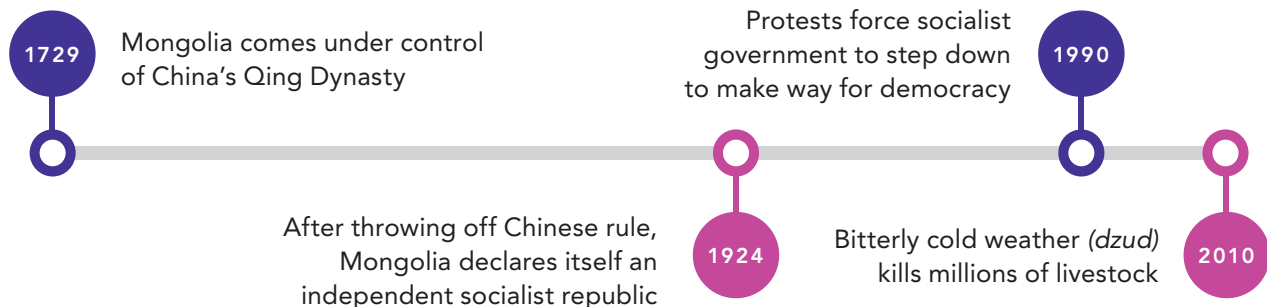 1729
Mongolia comes under control
of China's Qing Dynasty
Protests force socialist
government to step down
to make way for democracy
1990
After throwing off Chinese rule,
Mongolia declares itself an
independent socialist republic
1924
Bitterly cold weather (dzud)
kills millions of livestock
2010